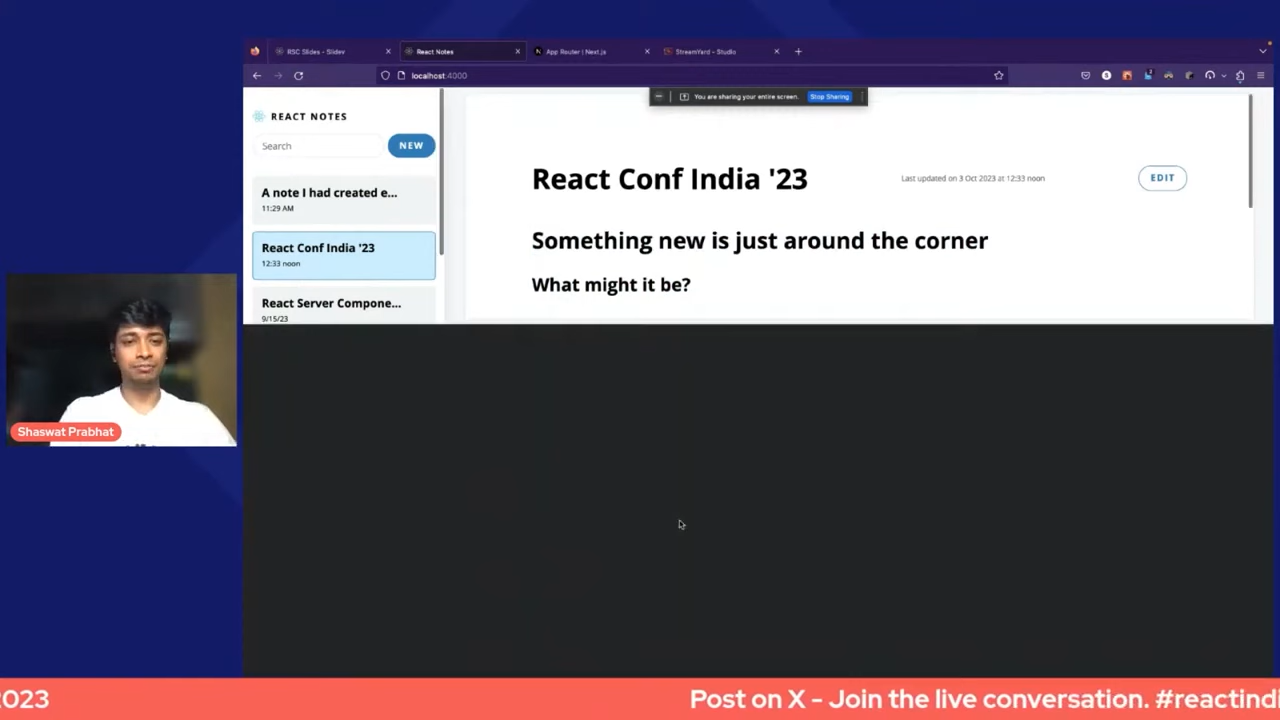 RSC Slides - Slidev
React Notes
App Router | Next.js
StreamYard - Studio
localhost:4000
You are sharing your entire screen.
Stop Sharing
REACT NOTES
Search
NEW
A note I had created e...
11:29 AM
React Conf India '23
12:33 noon
React Server Compone...
9/15/23
React Conf India '23
Last updated on 3 Oct 2023 at 12:33 noon
EDIT
Something new is just around the corner
What might it be?
Shaswat Prabhat
2023
Post on X - Join the live conversation. #reactindi